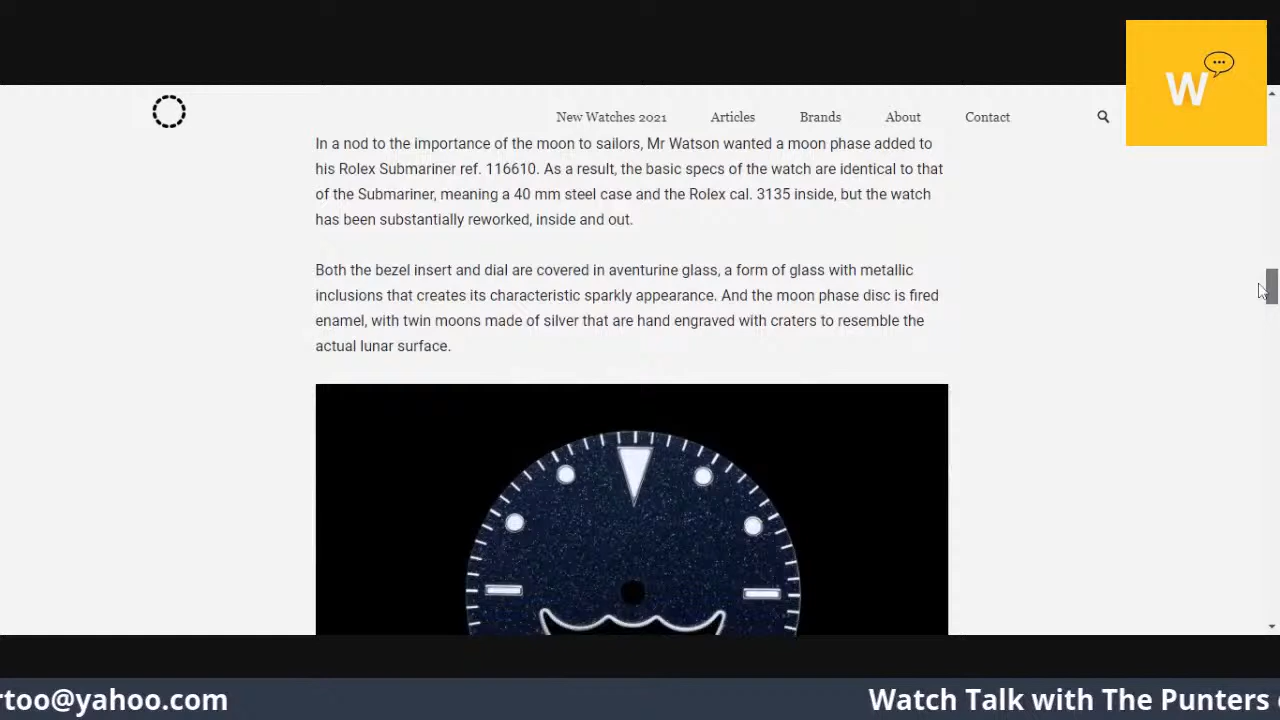 W
New Watches 2021 Articles Brands About Contact
In a nod to the importance of the moon to sailors, Mr Watson wanted a moon phase added to
his Rolex Submariner ref. 116610. As a result, the basic specs of the watch are identical to that
of the Submariner, meaning a 40 mm steel case and the Rolex cal. 3135 inside, but the watch
has been substantially reworked, inside and out.
Both the bezel insert and dial are covered in aventurine glass, a form of glass with metallic
inclusions that creates its characteristic sparkly appearance. And the moon phase disc is fired
enamel, with twin moons made of silver that are hand engraved with craters to resemble the
actual lunar surface.
rtoo@yahoo.com Watch Talk with The Punters